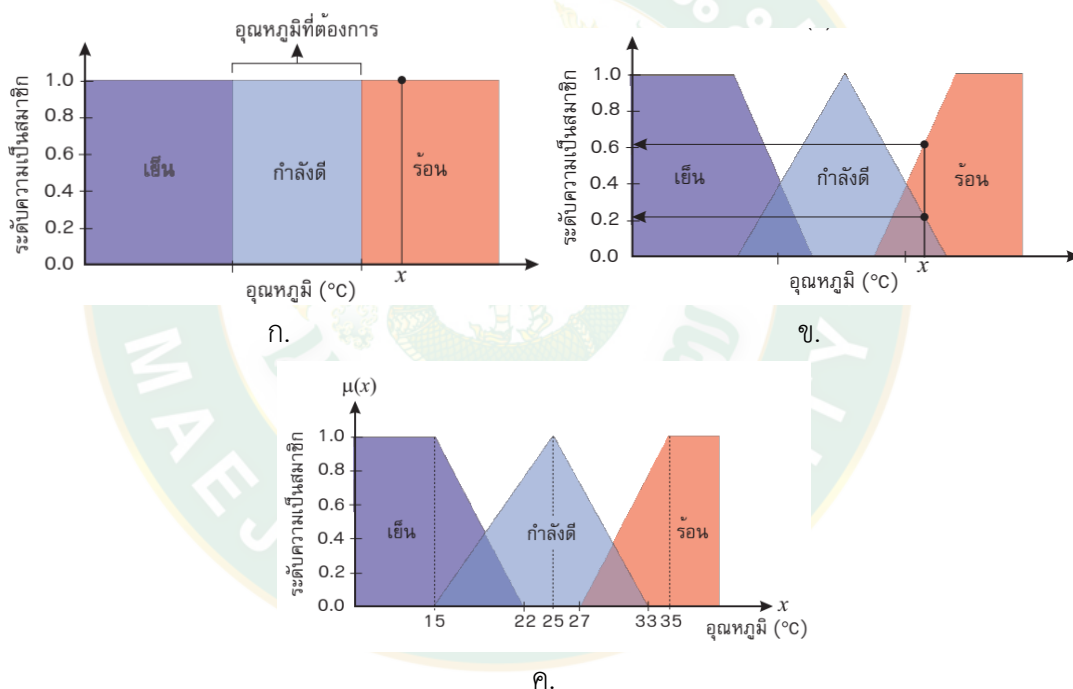 อุณหภูมิที่ต้องการ
ระดับความเป็นสมาชิก
1.0
0.8
0.6
0.4
0.2
0.0
เย็น
กำลังดี
ร้อน
x
อุณหภูมิ (°C)
ก.
ระดับความเป็นสมาชิก
1.0
0.8
0.6
0.4
0.2
0.0
เย็น
กำลังดี
ร้อน
x
อุณหภูมิ (°C)
ข.
μ(x)
ระดับความเป็นสมาชิก
1.0
0.8
0.6
0.4
0.2
0.0
เย็น
กำลังดี
ร้อน
15 22 25 27 33 35
x
อุณหภูมิ (°C)
ค.
MAEJ
ITY